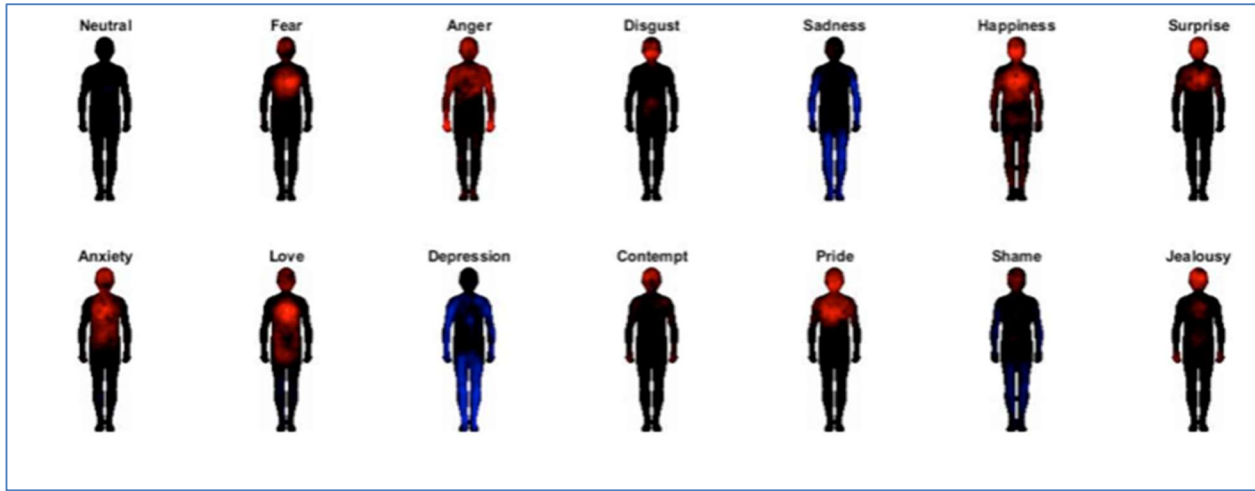 Neutral Fear Anger Disgust Sadness Happiness Surprise
Anxiety Love Depression Contempt Pride Shame Jealousy